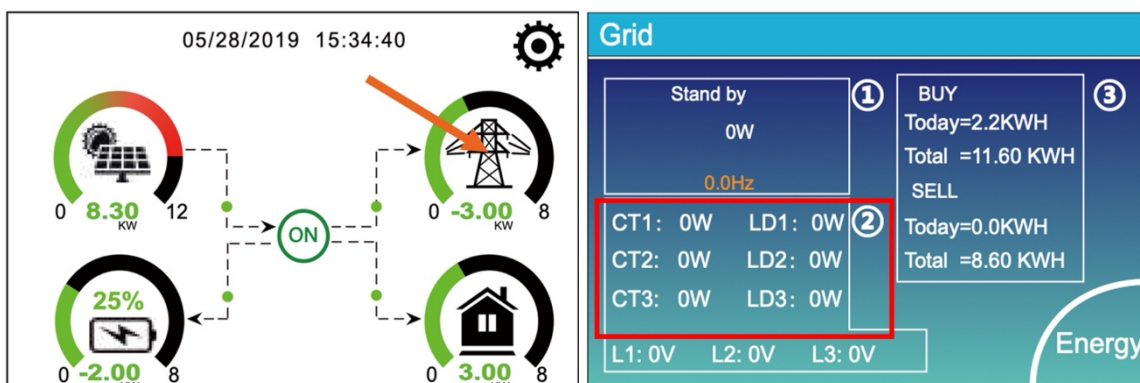 05/28/2019 15:34:40
0 8.30 12
KW
0 -3.00 8
KW
ON
25%
0 -2.00 8
0 3.00 8
Grid
Stand by
0W
0.0Hz
①
CT1: 0W LD1: 0W
CT2: 0W LD2: 0W
CT3: 0W LD3: 0W
②
L1: 0V L2: 0V L3: 0V
BUY
Today=2.2KWH
Total =11.60 KWH
SELL
Today=0.0KWH
Total =8.60 KWH
③
Energy